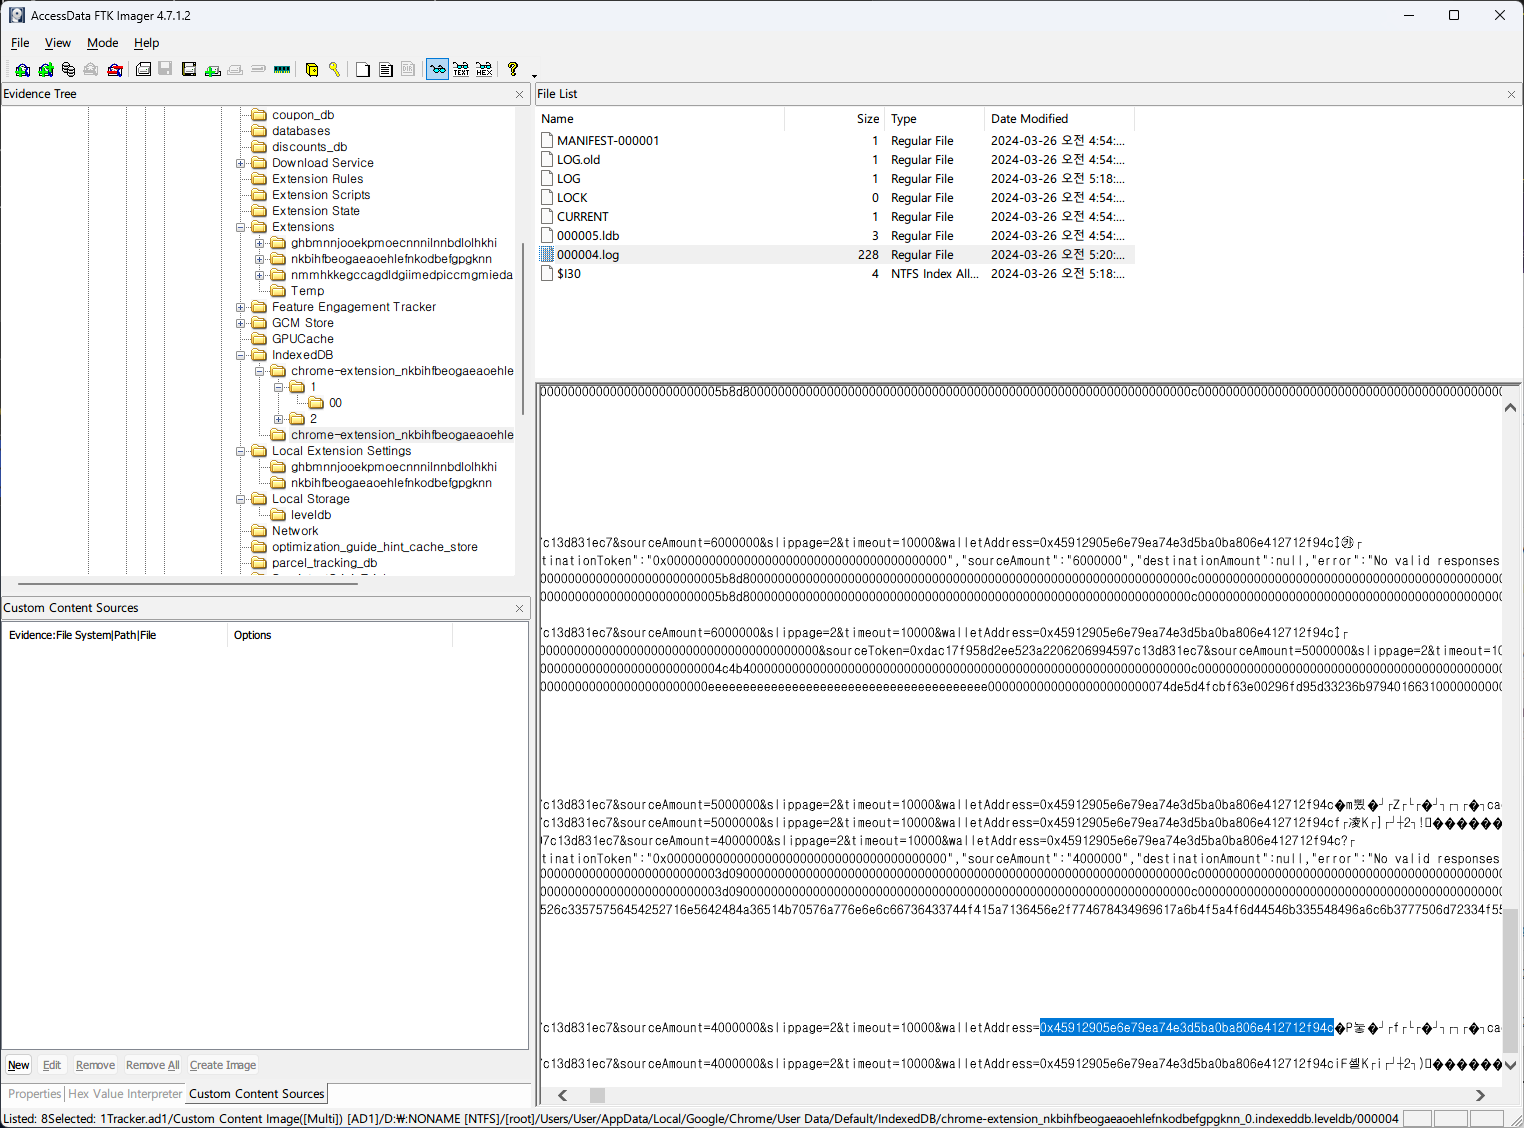 AccessData FTK Imager 4.7.1.2
File View Mode Help
Evidence Tree
coupon_db
databases
discounts_db
Download Service
Extension Rules
Extension Scripts
Extension State
Extensions
ghbmnnjooekpmoecnnnilnnbdlolhkhi
nkbihfbeogaeaoehlefnkodbefgpgknn
nmmhkkegccagdldgiimedpiccmgmieda
Temp
Feature Engagement Tracker
GCM Store
GPUCache
IndexedDB
chrome-extension_nkbihfbeogaeaoehle
1
00
2
chrome-extension_nkbihfbeogaeaoehle
Local Extension Settings
ghbmnnjooekpmoecnnnilnnbdlolhkhi
nkbihfbeogaeaoehlefnkodbefgpgknn
Local Storage
leveldb
Network
optimization_guide_hint_cache_store
parcel_tracking_db
Custom Content Sources
Evidence:File System|Path|File Options
New Edit Remove Remove All Create Image
Properties Hex Value Interpreter Custom Content Sources
File List
Name Size Type Date Modified
MANIFEST-000001 1 Regular File 2024-03-26 오전 4:54:...
LOG.old 1 Regular File 2024-03-26 오전 4:54:...
LOG 1 Regular File 2024-03-26 오전 5:18:...
LOCK 0 Regular File 2024-03-26 오전 4:54:...
CURRENT 1 Regular File 2024-03-26 오전 4:54:...
000005.ldb 3 Regular File 2024-03-26 오전 4:54:...
000004.log 228 Regular File 2024-03-26 오전 5:20:...
$I30 4 NTFS Index All... 2024-03-26 오전 5:18:...
'c13d831ec7&sourceAmount=6000000&slippage=2&timeout=10000&walletAddress=0x45912905e6e79ea74e3d5ba0ba806e412712f94c
tinationToken":"0x0000000000000000000000000000000000000000","sourceAmount":"6000000","destinationAmount":null,"error":"No valid responses
'c13d831ec7&sourceAmount=6000000&slippage=2&timeout=10000&walletAddress=0x45912905e6e79ea74e3d5ba0ba806e412712f94c
&sourceToken=0xdac17f958d2ee523a2206206994597c13d831ec7&sourceAmount=5000000&slippage=2&timeout=10
'c13d831ec7&sourceAmount=5000000&slippage=2&timeout=10000&walletAddress=0x45912905e6e79ea74e3d5ba0ba806e412712f94c
'c13d831ec7&sourceAmount=5000000&slippage=2&timeout=10000&walletAddress=0x45912905e6e79ea74e3d5ba0ba806e412712f94cf
97c13d831ec7&sourceAmount=4000000&slippage=2&timeout=10000&walletAddress=0x45912905e6e79ea74e3d5ba0ba806e412712f94c?
tinationToken":"0x0000000000000000000000000000000000000000","sourceAmount":"4000000","destinationAmount":null,"error":"No valid responses
'c13d831ec7&sourceAmount=4000000&slippage=2&timeout=10000&walletAddress=0x45912905e6e79ea74e3d5ba0ba806e412712f94c
'c13d831ec7&sourceAmount=4000000&slippage=2&timeout=10000&walletAddress=0x45912905e6e79ea74e3d5ba0ba806e412712f94ciF
Listed: 8Selected: 1Tracker.ad1/Custom Content Image([Multi]) [AD1]/D:₩:NONAME [NTFS]/[root]/Users/User/AppData/Local/Google/Chrome/User Data/Default/IndexedDB/chrome-extension_nkbihfbeogaeaoehlefnkodbefgpgknn_0.indexeddb.leveldb/000004